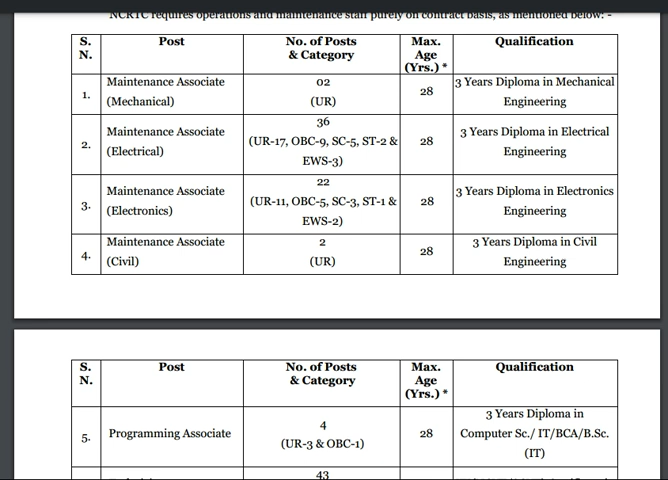 NCRTC requires operations and maintenance staff purely on contract basis, as mentioned below: -
S. N. Post No. of Posts & Category Max. Age (Yrs.) * Qualification
1. Maintenance Associate (Mechanical) 02 (UR) 28 3 Years Diploma in Mechanical Engineering
2. Maintenance Associate (Electrical) 36 (UR-17, OBC-9, SC-5, ST-2 & EWS-3) 28 3 Years Diploma in Electrical Engineering
3. Maintenance Associate (Electronics) 22 (UR-11, OBC-5, SC-3, ST-1 & EWS-2) 28 3 Years Diploma in Electronics Engineering
4. Maintenance Associate (Civil) 2 (UR) 28 3 Years Diploma in Civil Engineering
S. N. Post No. of Posts & Category Max. Age (Yrs.) * Qualification
5. Programming Associate 4 (UR-3 & OBC-1) 28 3 Years Diploma in Computer Sc./ IT/BCA/B.Sc. (IT)
43